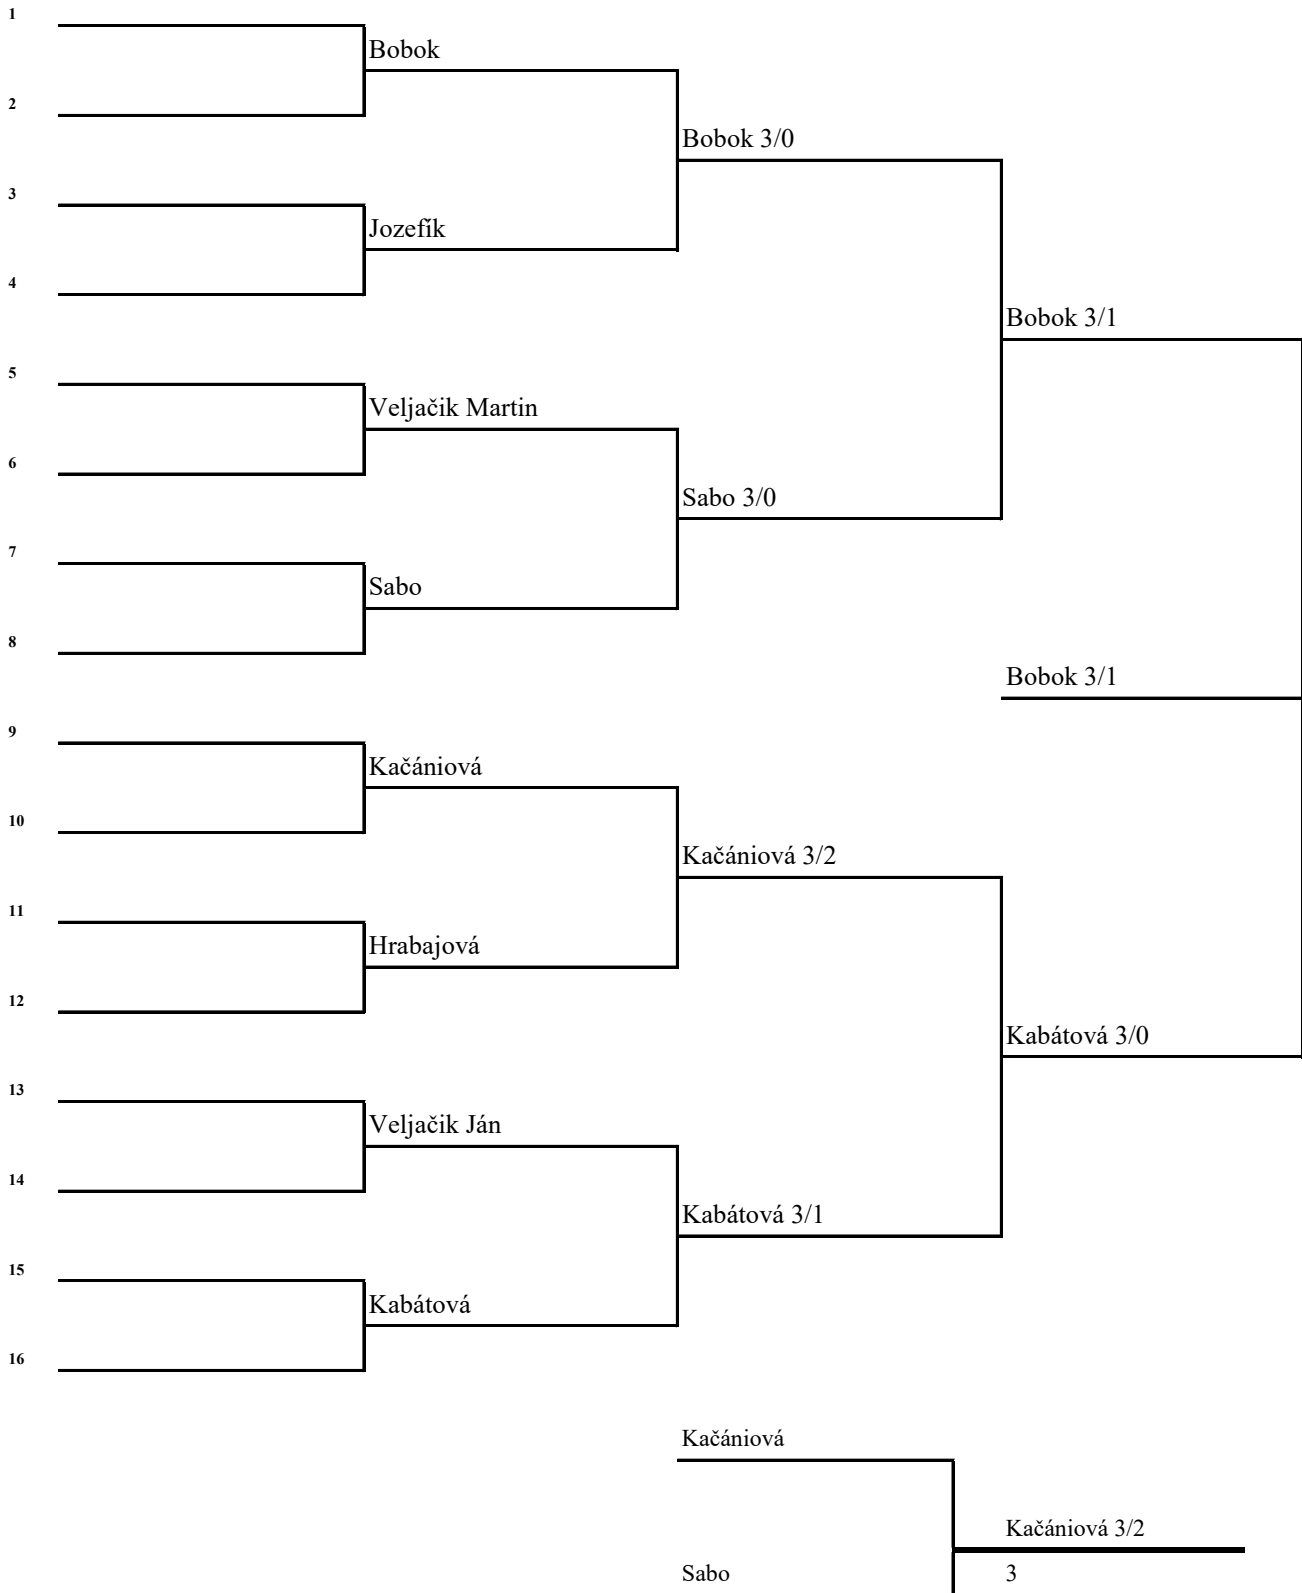 1
Bobok
2
Bobok 3/0
3
Jozefík
4
Bobok 3/1
5
Veljačik Martin
6
Sabo 3/0
7
Sabo
8
Bobok 3/1
9
Kačániová
10
Kačániová 3/2
11
Hrabajová
12
Kabátová 3/0
13
Veljačik Ján
14
Kabátová 3/1
15
Kabátová
16
Kačániová
Kačániová 3/2
Sabo 3